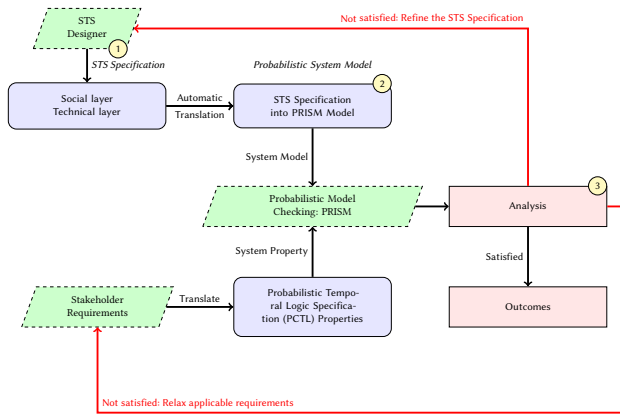 STS
Designer
1
Not satisfied: Refine the STS Specification
STS Specification
Probabilistic System Model
2
Social layer
Technical layer
Automatic
Translation
STS Specification
into PRISM Model
System Model
3
Probabilistic Model
Checking: PRISM
Analysis
System Property
Satisfied
Stakeholder
Requirements
Translate
Probabilistic Tempo-
ral Logic Specifica-
tion (PCTL) Properties
Outcomes
Not satisfied: Relax applicable requirements